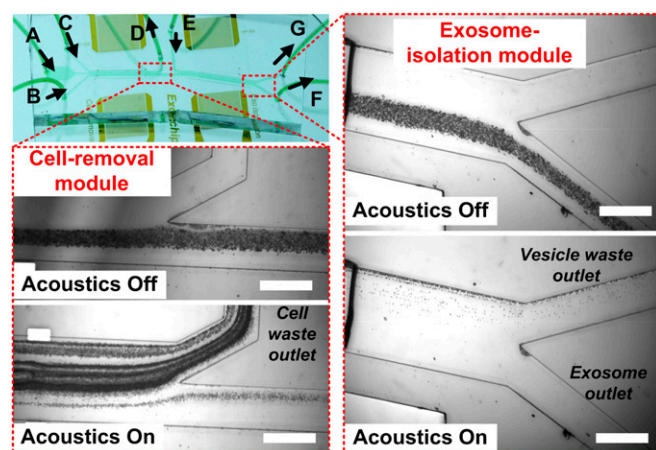 A
C
D
E
G
B
F
Exochip
Exosome-
isolation module
Acoustics Off
Cell-removal
module
Acoustics Off
Vesicle waste
outlet
Exosome
outlet
Acoustics On
Cell
waste
outlet
Acoustics On